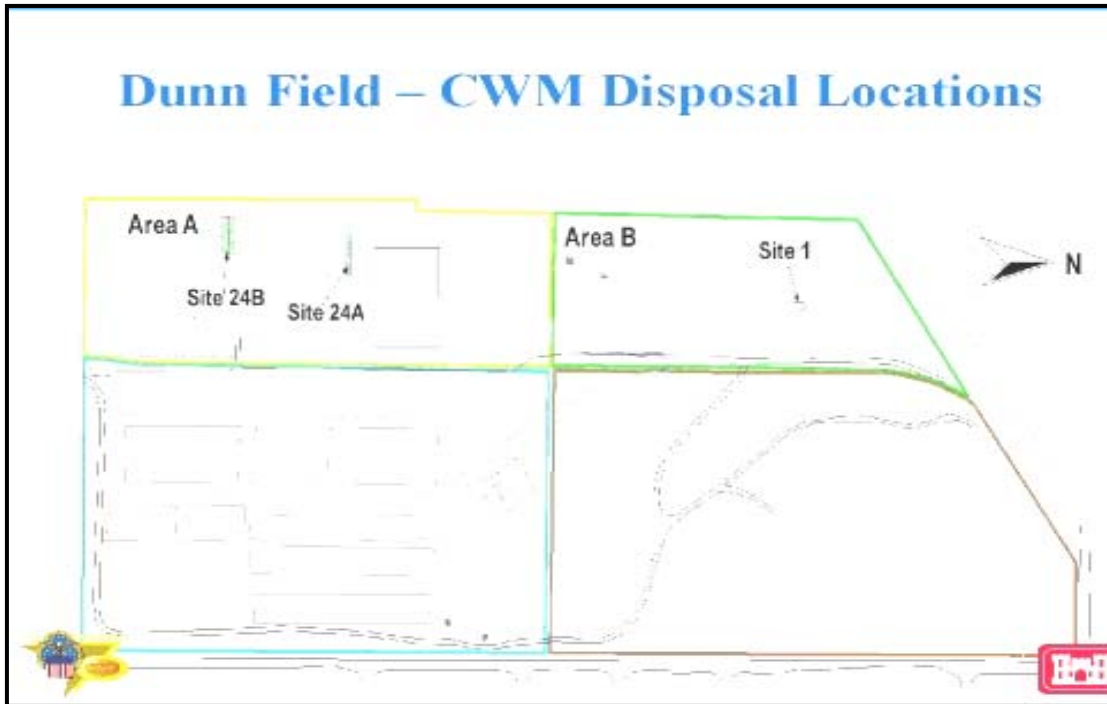 Dunn Field – CWM Disposal Locations
Area A
Area B
Site 1
N
Site 24B
Site 24A